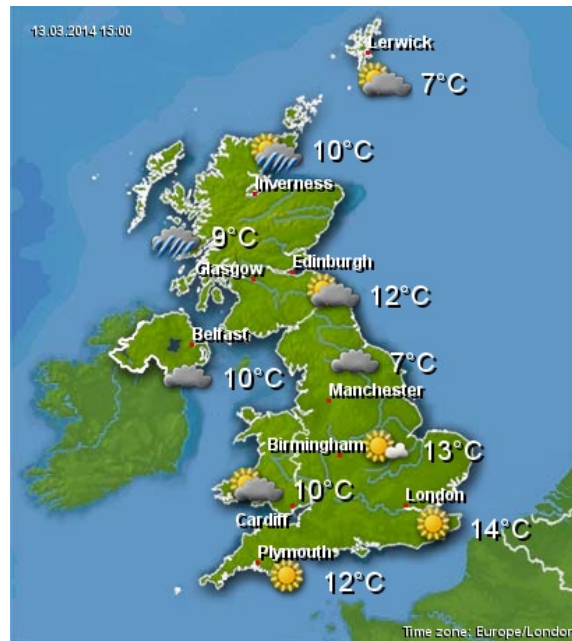 13.03.2014 15:00
Lerwick
7°C
10°C
Inverness
9°C
Glasgow
Edinburgh
12°C
Belfast
10°C
7°C
Manchester
Birmingham
13°C
10°C
London
Cardiff
14°C
Plymouth
12°C
Time zone: Europe/London